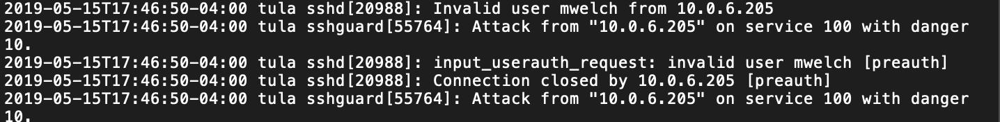 2019-05-15T17:46:50-04:00 tula sshd[20988]: Invalid user mwelch from 10.0.6.205
2019-05-15T17:46:50-04:00 tula sshguard[55764]: Attack from "10.0.6.205" on service 100 with danger
10.
2019-05-15T17:46:50-04:00 tula sshd[20988]: input_userauth_request: invalid user mwelch [preauth]
2019-05-15T17:46:50-04:00 tula sshd[20988]: Connection closed by 10.0.6.205 [preauth]
2019-05-15T17:46:50-04:00 tula sshguard[55764]: Attack from "10.0.6.205" on service 100 with danger
10.